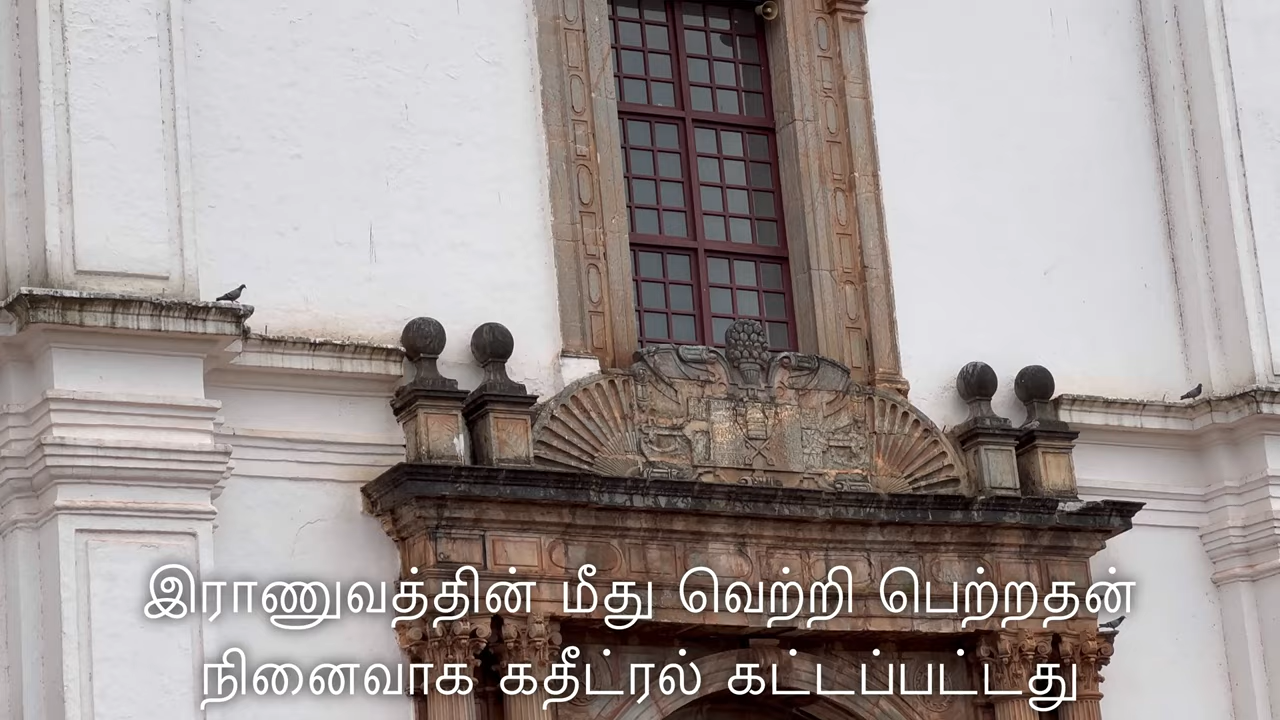 இராணுவத்தின் மீது வெற்றி பெற்றதன்
நினைவாக கதீட்ரல் கட்டப்பட்டது